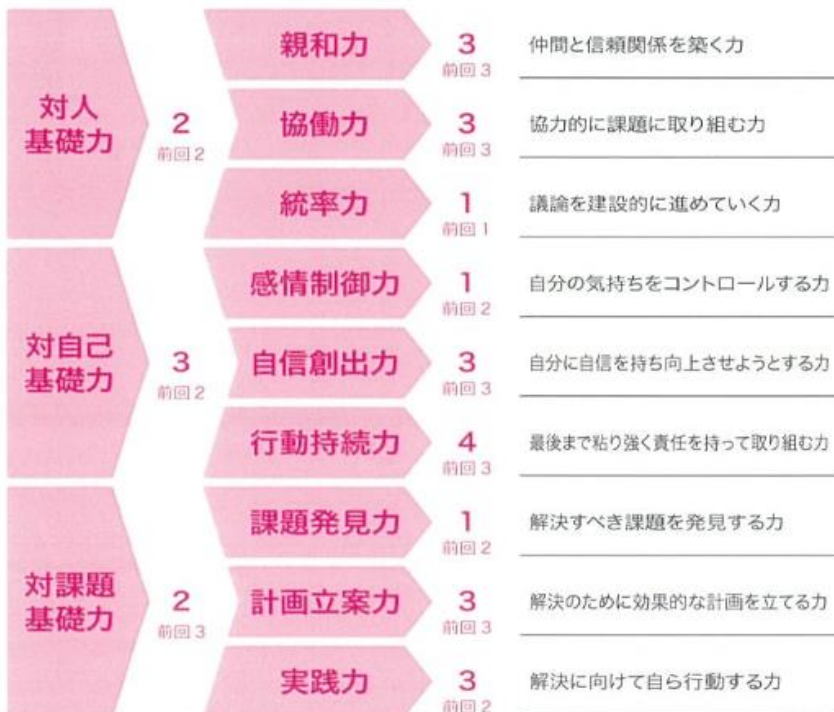 対人
基礎力
2
前回 2
親和力
3
前回 3
仲間と信頼関係を築く力
協働力
3
前回 3
協力的に課題に取り組む力
統率力
1
前回 1
議論を建設的に進めていく力
対自己
基礎力
3
前回 2
感情制御力
1
前回 2
自分の気持ちをコントロールする力
自信創出力
3
前回 3
自分に自信を持ち向上させようとする力
行動持続力
4
前回 3
最後まで粘り強く責任を持って取り組む力
対課題
基礎力
2
前回 3
課題発見力
1
前回 2
解決すべき課題を発見する力
計画立案力
3
前回 3
解決のために効果的な計画を立てる力
実践力
3
前回 2
解決に向けて自ら行動する力